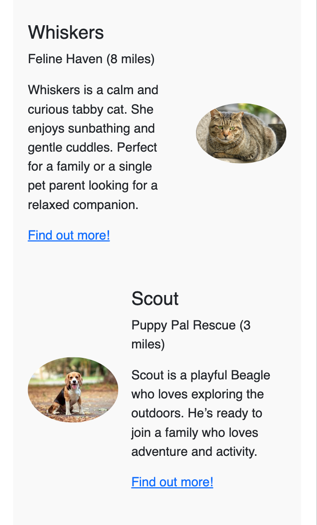 Whiskers
Feline Haven (8 miles)
Whiskers is a calm and
curious tabby cat. She
enjoys sunbathing and
gentle cuddles. Perfect
for a family or a single
pet parent looking for a
relaxed companion.
Find out more!
Scout
Puppy Pal Rescue (3
miles)
Scout is a playful Beagle
who loves exploring the
outdoors. He’s ready to
join a family who loves
adventure and activity.
Find out more!